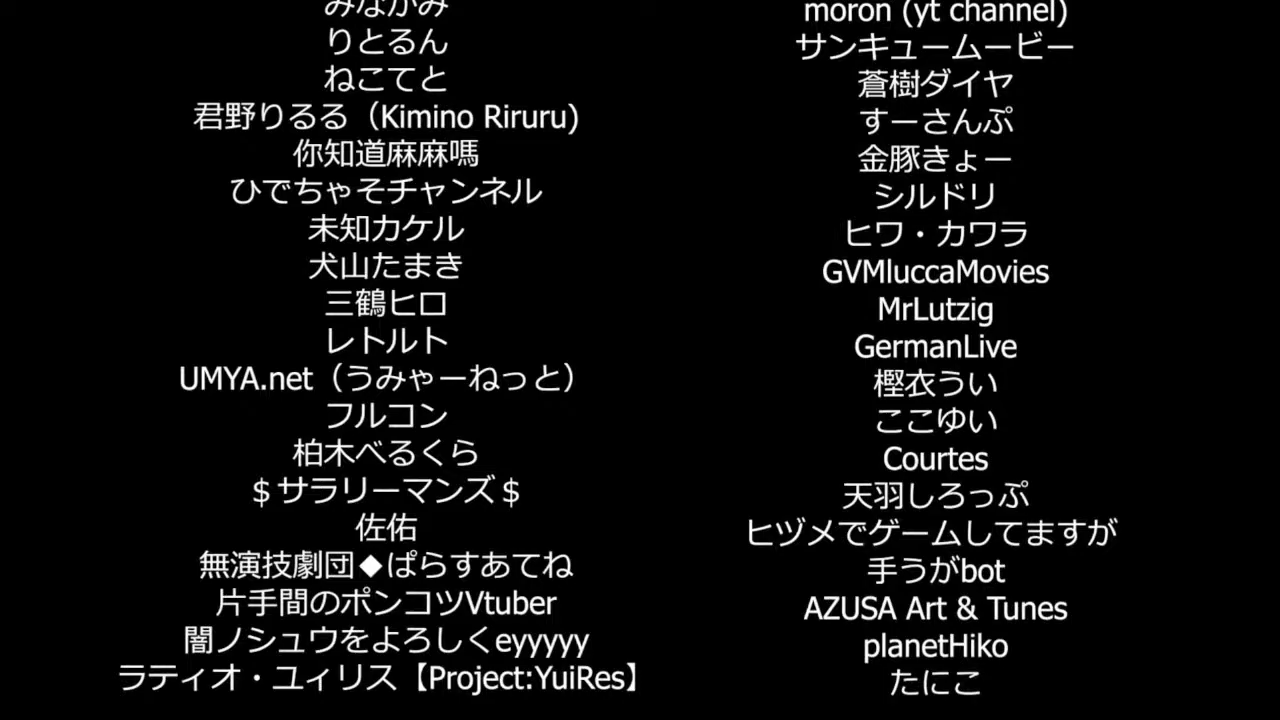 みなかみ
りとるん
ねこてと
君野りるる（Kimino Riruru)
你知道麻麻嗎
ひでちゃそチャンネル
未知カケル
犬山たまき
三鶴ヒロ
レトルト
UMYA.net（うみゃーねっと）
フルコン
柏木べるくら
＄サラリーマンズ＄
佐佑
無演技劇団◆ぱらすあてね
片手間のポンコツVtuber
闇ノシュウをよろしくeyyyyy
ラティオ・ユィリス【Project:YuiRes】
moron (yt channel)
サンキュームービー
蒼樹ダイヤ
すーさんぷ
金豚きょー
シルドリ
ヒワ・カワラ
GVMluccaMovies
MrLutzig
GermanLive
樫衣うい
ここゆい
Courtes
天羽しろっぷ
ヒヅメでゲームしてますが
手うがbot
AZUSA Art & Tunes
planetHiko
たにこ